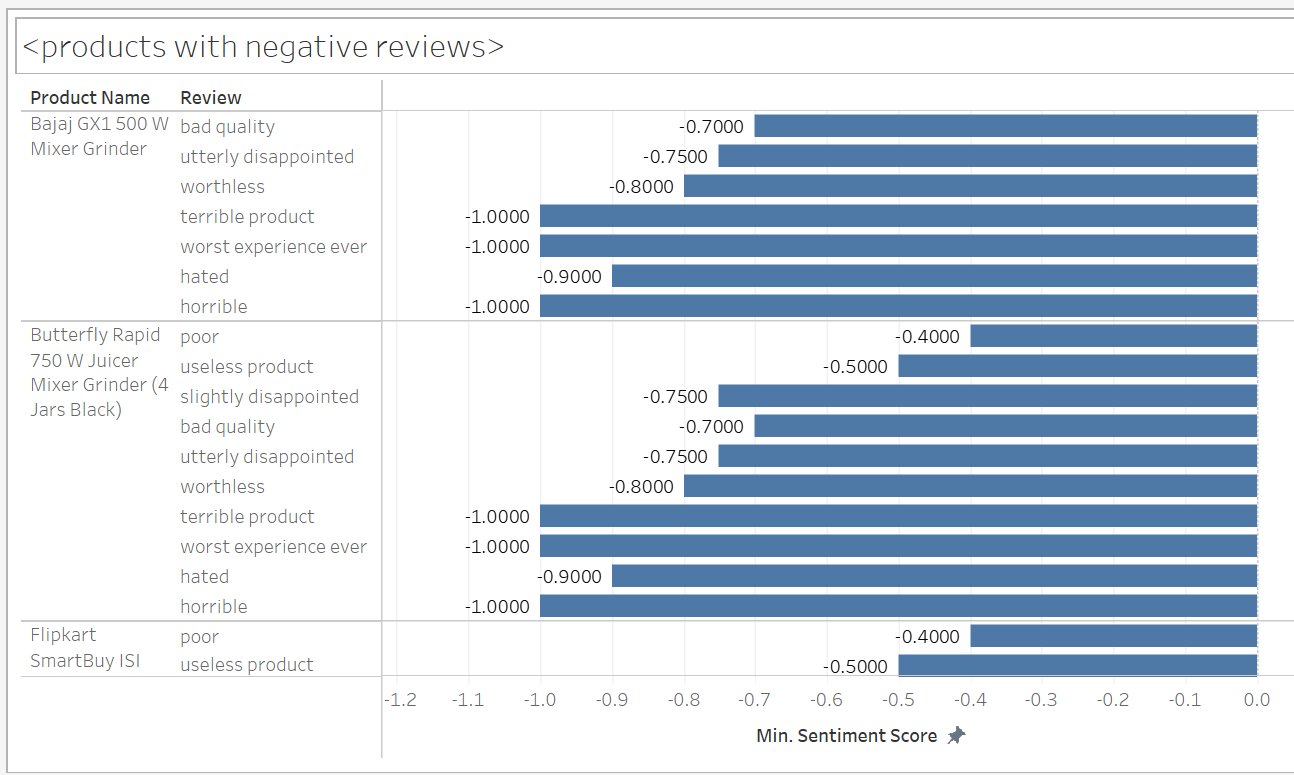 <products with negative reviews>
Product Name Review
Bajaj GX1 500 W
Mixer Grinder
bad quality -0.7000
utterly disappointed -0.7500
worthless -0.8000
terrible product -1.0000
worst experience ever -1.0000
hated -0.9000
horrible -1.0000
Butterfly Rapid
750 W Juicer
Mixer Grinder (4
Jars Black)
poor -0.4000
useless product -0.5000
slightly disappointed -0.7500
bad quality -0.7000
utterly disappointed -0.7500
worthless -0.8000
terrible product -1.0000
worst experience ever -1.0000
hated -0.9000
horrible -1.0000
Flipkart
SmartBuy ISI
poor -0.4000
useless product -0.5000
-1.2 -1.1 -1.0 -0.9 -0.8 -0.7 -0.6 -0.5 -0.4 -0.3 -0.2 -0.1 0.0
Min. Sentiment Score